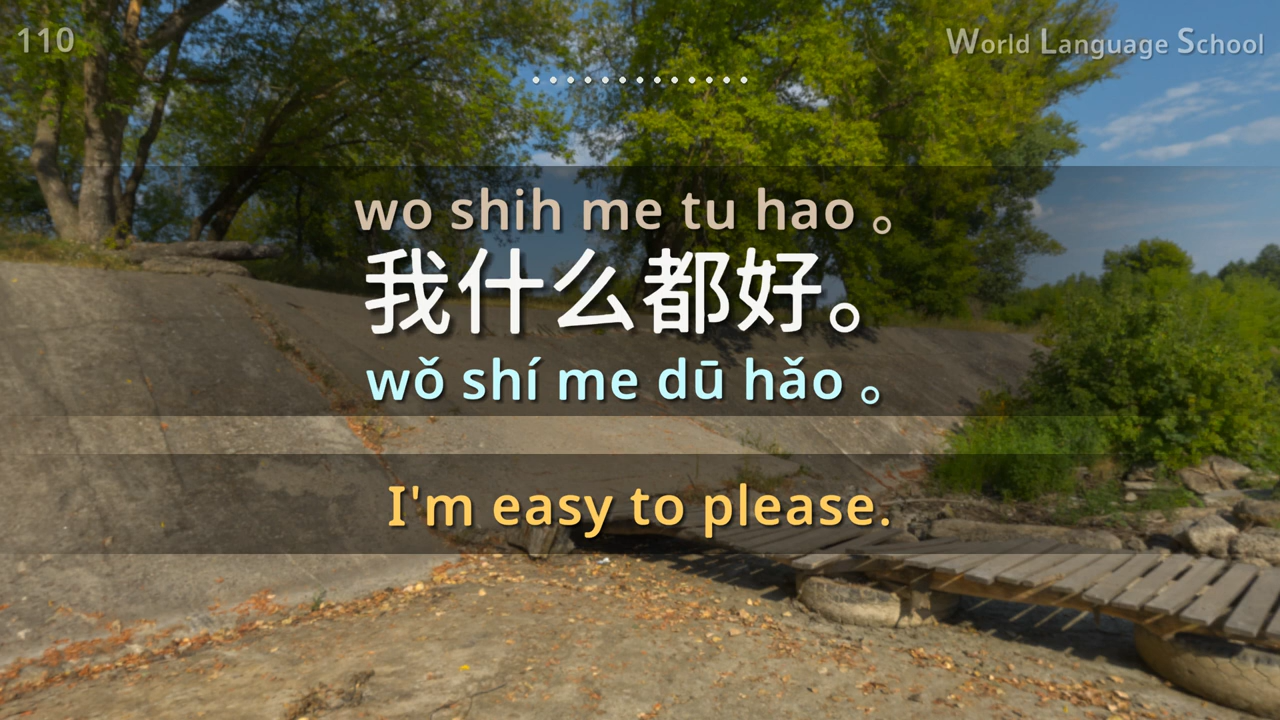 110
World Language School
wo shih me tu hao 。
我什么都好。
wǒ shí me dū hǎo 。
I'm easy to please.